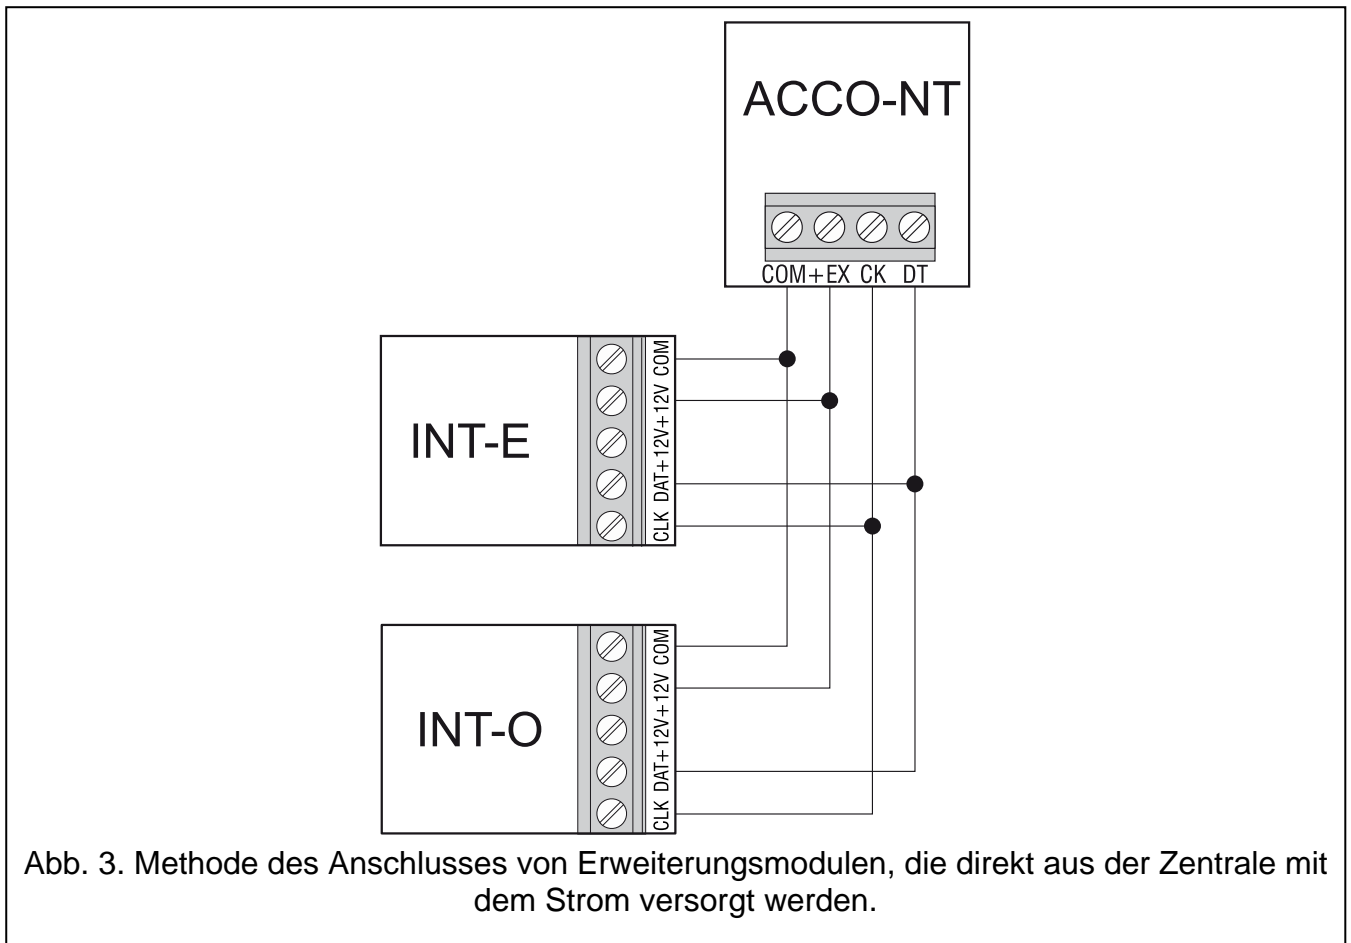 ACCO-NT
COM +EX CK DT
INT-E
COM
+12V
+12V
DAT
CLK
INT-O
COM
+12V
+12V
DAT
CLK
Abb. 3. Methode des Anschlusses von Erweiterungsmodulen, die direkt aus der Zentrale mit
dem Strom versorgt werden.